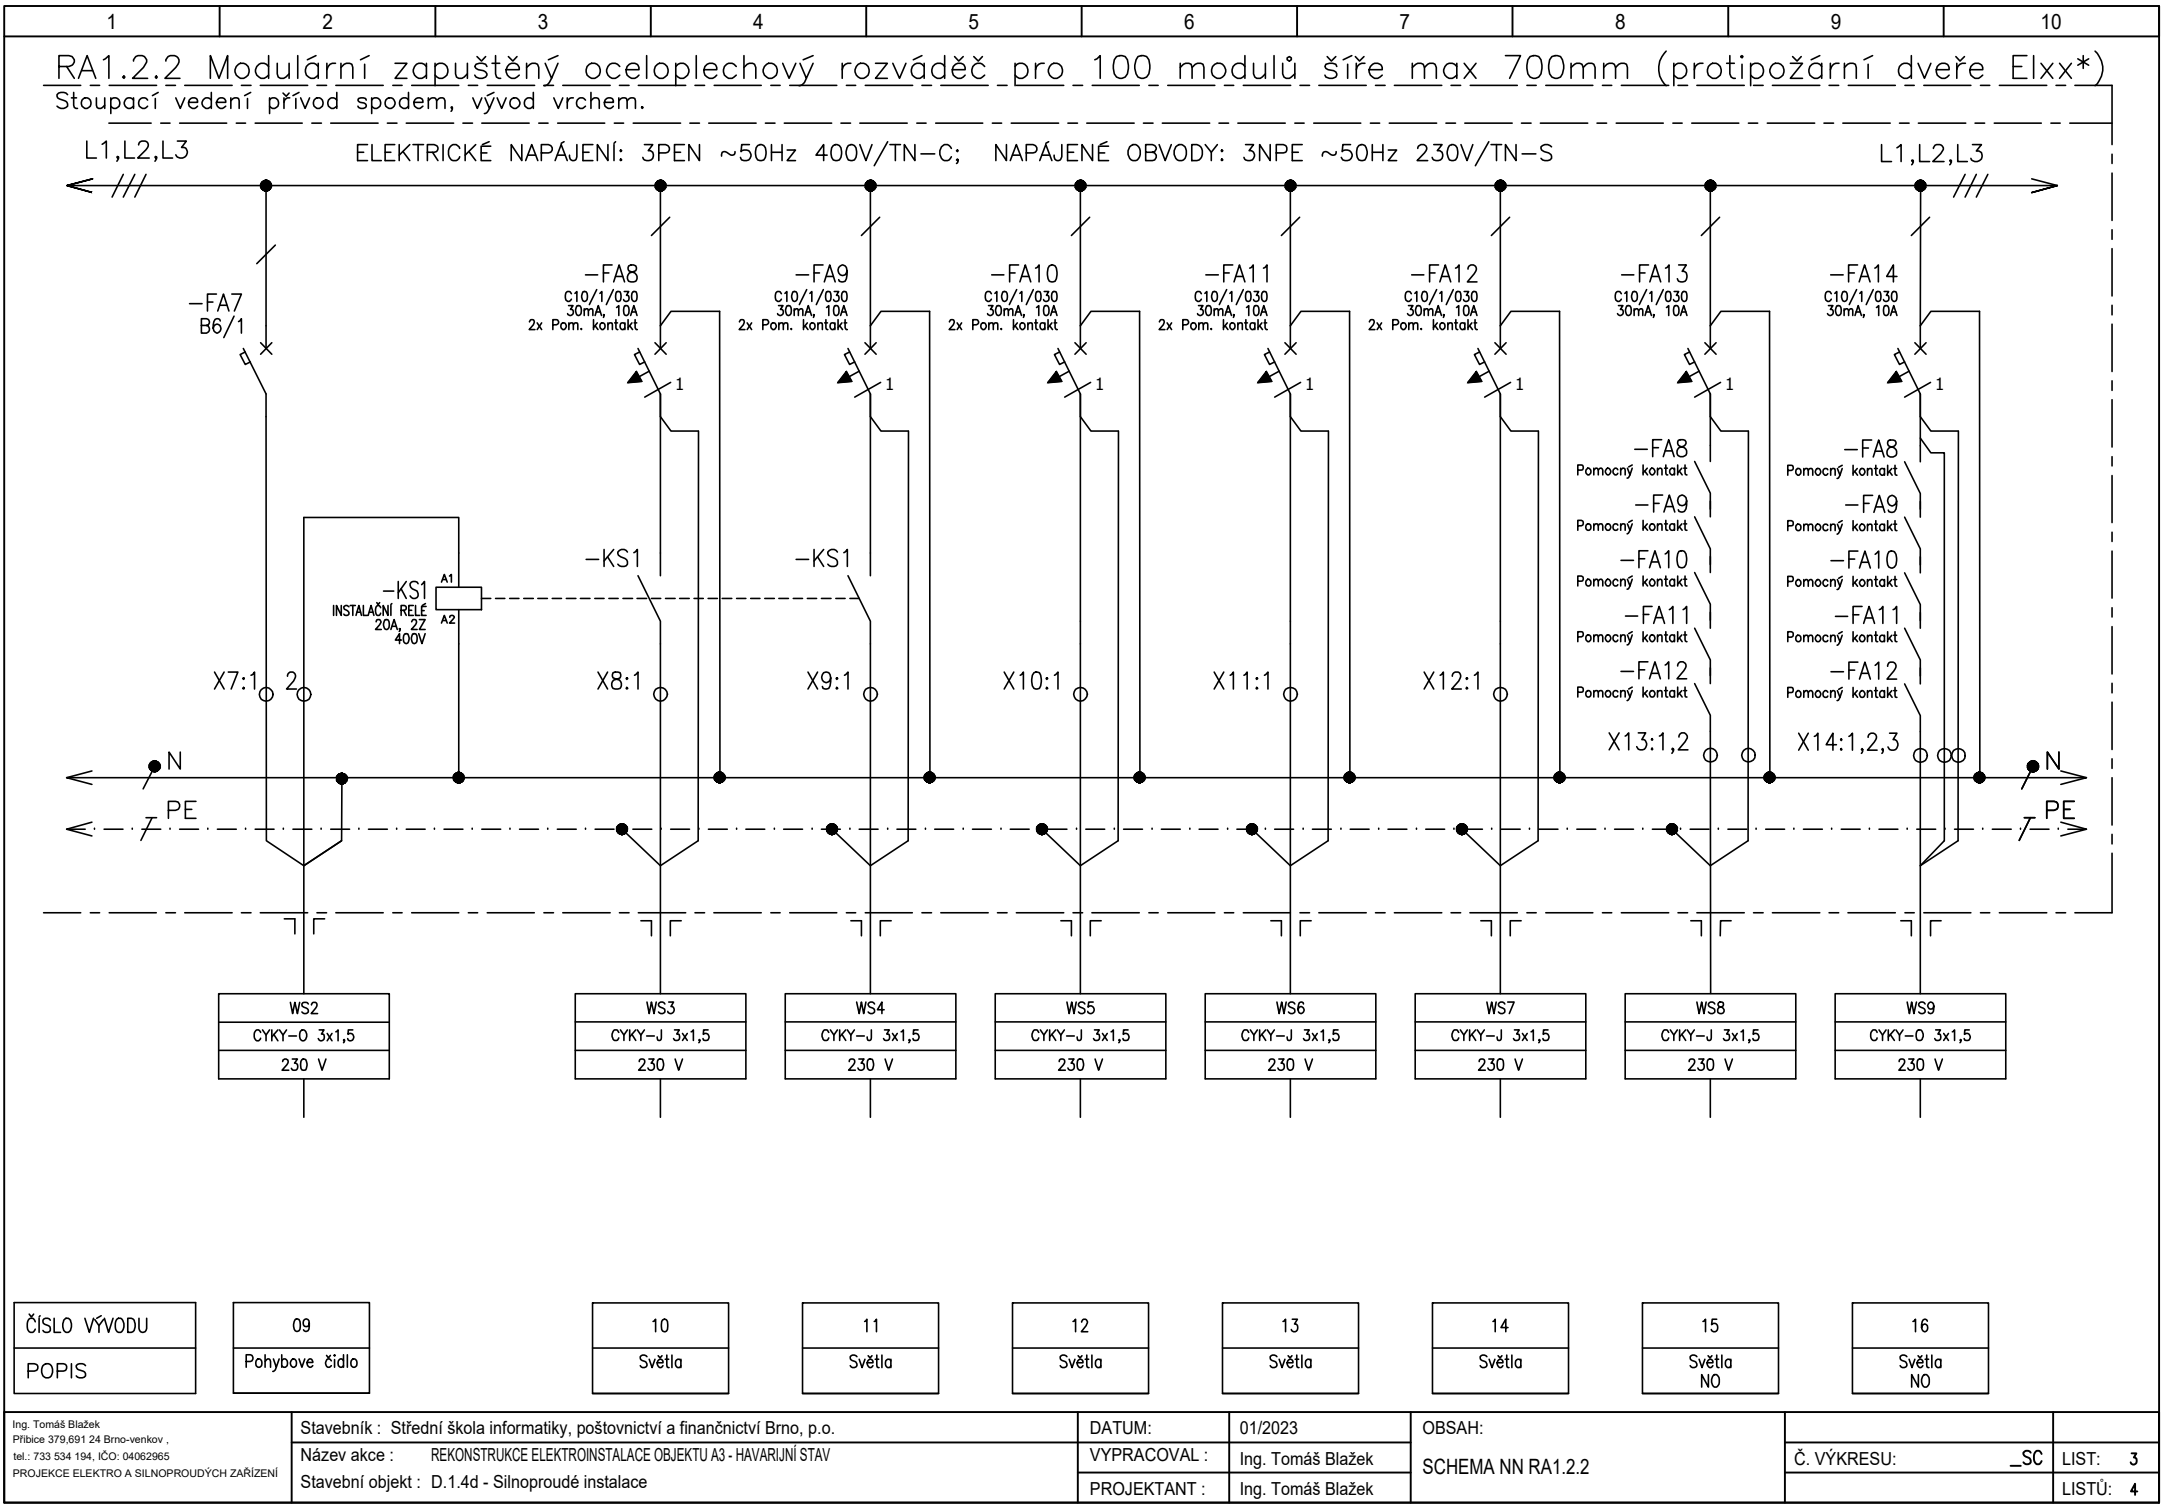 1 2 3 4 5 6 7 8 9 10
RA1.2.2 Modulární zapuštěný oceloplechový rozváděč pro 100 modulů šíře max 700mm (protipožární dveře EIxx*)
Stoupací vedení přívod spodem, vývod vrchem.
L1,L2,L3 ELEKTRICKÉ NAPÁJENÍ: 3PEN ~50Hz 400V/TN-C; NAPÁJENÉ OBVODY: 3NPE ~50Hz 230V/TN-S L1,L2,L3
-FA7
B6/1
-FA8
C10/1/030
30mA, 10A
2x Pom. kontakt
1
-FA9
C10/1/030
30mA, 10A
2x Pom. kontakt
1
-FA10
C10/1/030
30mA, 10A
2x Pom. kontakt
1
-FA11
C10/1/030
30mA, 10A
2x Pom. kontakt
1
-FA12
C10/1/030
30mA, 10A
2x Pom. kontakt
1
-FA13
C10/1/030
30mA, 10A
1
-FA14
C10/1/030
30mA, 10A
1
-FA8
Pomocný kontakt
-FA9
Pomocný kontakt
-FA10
Pomocný kontakt
-FA11
Pomocný kontakt
-FA12
Pomocný kontakt
-FA8
Pomocný kontakt
-FA9
Pomocný kontakt
-FA10
Pomocný kontakt
-FA11
Pomocný kontakt
-FA12
Pomocný kontakt
-KS1
INSTALAČNÍ RELÉ
20A, 2Z
400V
A1
A2
-KS1
-KS1
X7:1 2 X8:1 X9:1 X10:1 X11:1 X12:1 X13:1,2 X14:1,2,3
N N
PE PE
WS2 WS3 WS4 WS5 WS6 WS7 WS8 WS9
CYKY-O 3x1,5 CYKY-J 3x1,5 CYKY-J 3x1,5 CYKY-J 3x1,5 CYKY-J 3x1,5 CYKY-J 3x1,5 CYKY-J 3x1,5 CYKY-O 3x1,5
230 V 230 V 230 V 230 V 230 V 230 V 230 V 230 V
ČÍSLO VÝVODU 09 10 11 12 13 14 15 16
POPIS Pohybove čidlo Světla Světla Světla Světla Světla Světla Světla
NO NO
Ing. Tomáš Blažek
Přibice 379,691 24 Brno-venkov ,
tel.: 733 534 194, IČO: 04062965
PROJEKCE ELEKTRO A SILNOPROUDÝCH ZAŘÍZENÍ
Stavebník : Střední škola informatiky, poštovnictví a finančnictví Brno, p.o.
Název akce : REKONSTRUKCE ELEKTROINSTALACE OBJEKTU A3 - HAVARIJNÍ STAV
Stavební objekt : D.1.4d - Silnoproudé instalace
DATUM: 01/2023
VYPRACOVAL : Ing. Tomáš Blažek
PROJEKTANT : Ing. Tomáš Blažek
OBSAH:
SCHEMA NN RA1.2.2
Č. VÝKRESU: _SC
LIST: 3
LISTŮ: 4